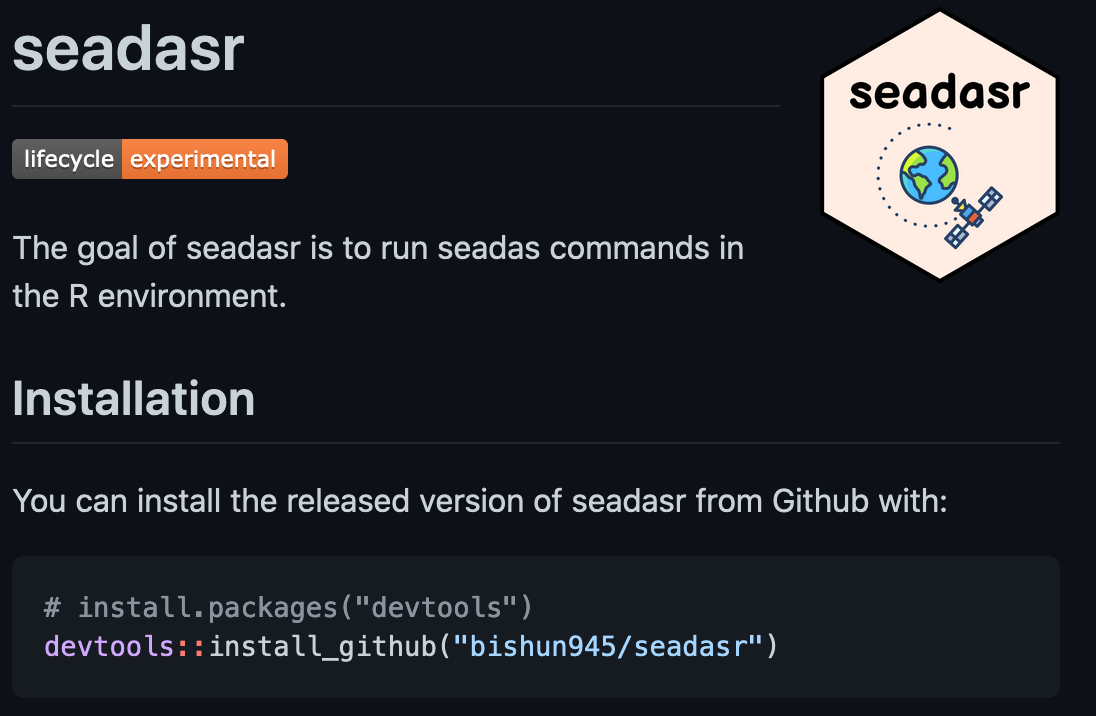 seadasr
seadasr
lifecycle experimental
The goal of seadasr is to run seadas commands in
the R environment.
Installation
You can install the released version of seadasr from Github with:
# install.packages("devtools")
devtools::install_github("bishun945/seadasr")